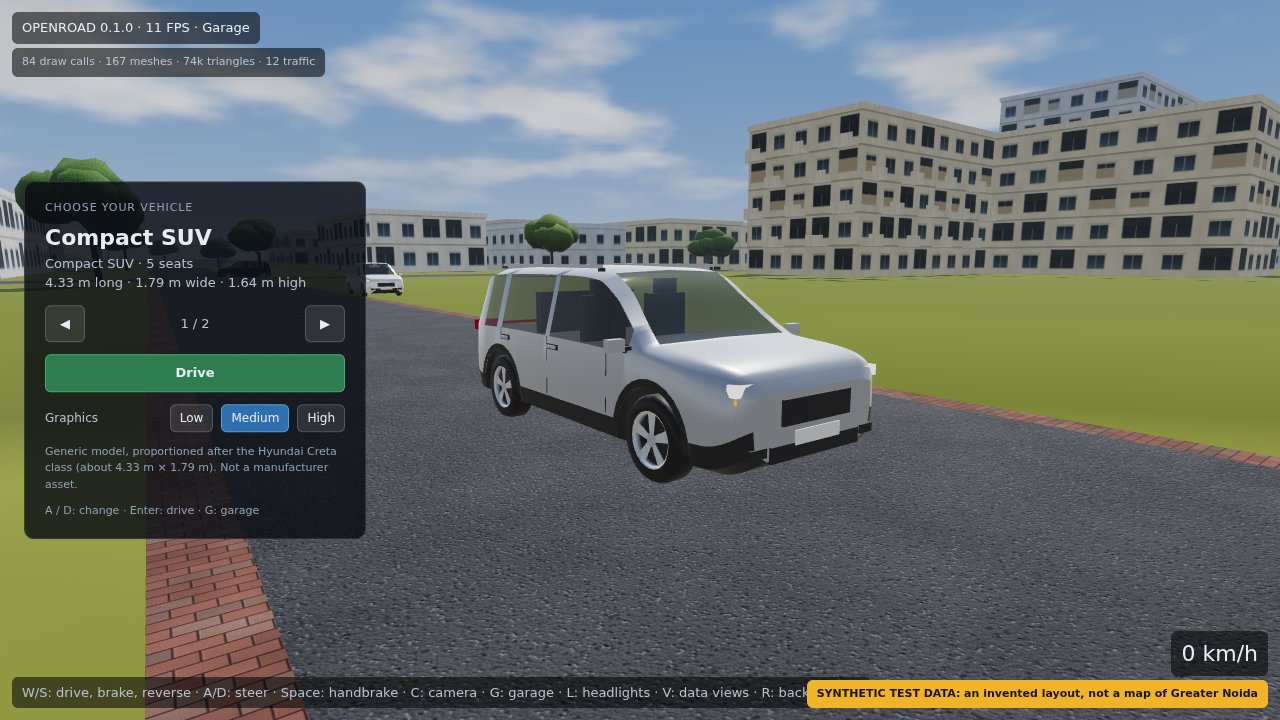 OPENROAD 0.1.0 · 11 FPS · Garage
84 draw calls · 167 meshes · 74k triangles · 12 traffic
CHOOSE YOUR VEHICLE
Compact SUV
Compact SUV · 5 seats
4.33 m long · 1.79 m wide · 1.64 m high
◀ 1 / 2 ▶
Drive
Graphics Low Medium High
Generic model, proportioned after the Hyundai Creta
class (about 4.33 m × 1.79 m). Not a manufacturer
asset.
A / D: change · Enter: drive · G: garage
0 km/h
W/S: drive, brake, reverse · A/D: steer · Space: handbrake · C: camera · G: garage · L: headlights · V: data views · R: back
SYNTHETIC TEST DATA: an invented layout, not a map of Greater Noida